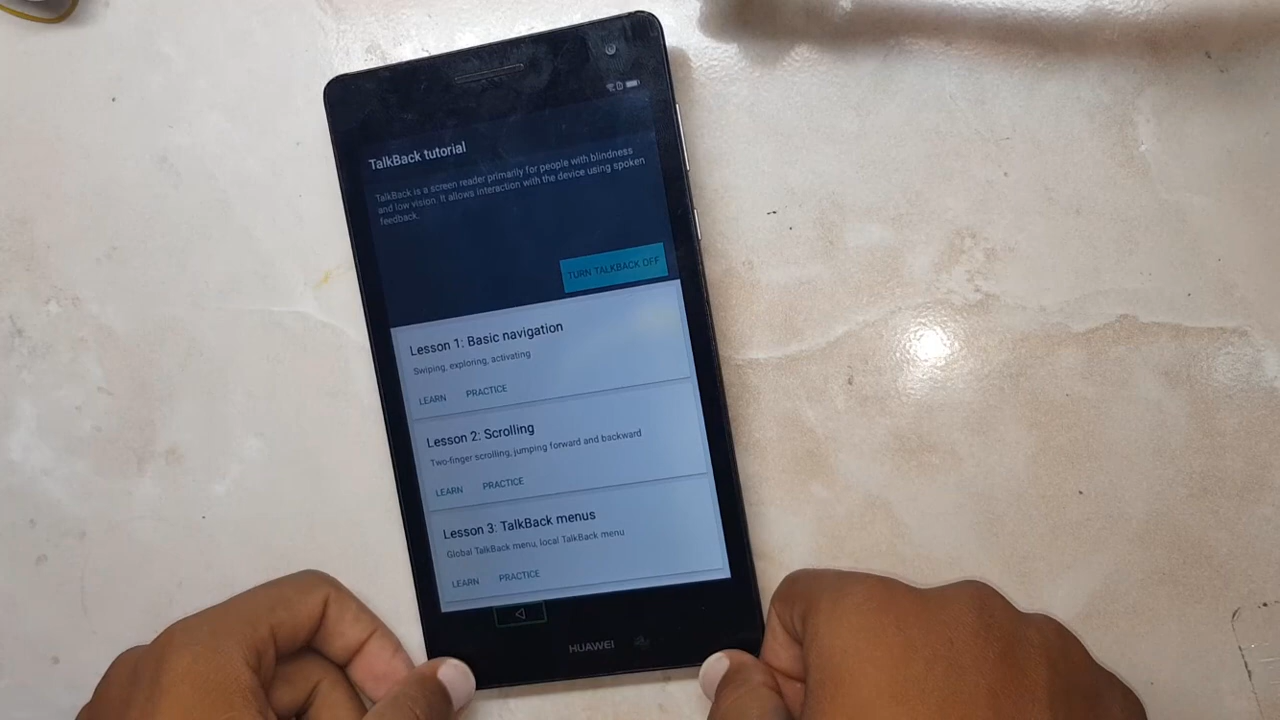 TalkBack tutorial
TalkBack is a screen reader primarily for people with blindness
and low vision. It allows interaction with the device using spoken
feedback.
TURN TALKBACK OFF
Lesson 1: Basic navigation
Swiping, exploring, activating
LEARN PRACTICE
Lesson 2: Scrolling
Two-finger scrolling, jumping forward and backward
LEARN PRACTICE
Lesson 3: TalkBack menus
Global TalkBack menu, local TalkBack menu
LEARN PRACTICE
HUAWEI